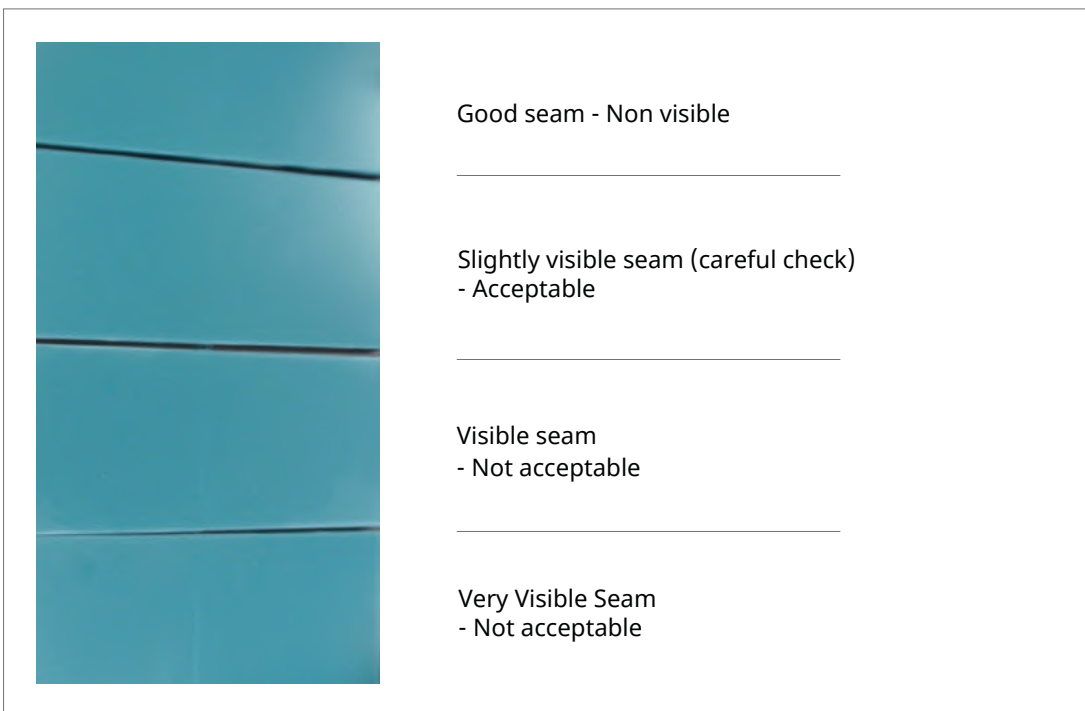 Good seam - Non visible
Slightly visible seam (careful check)
- Acceptable
Visible seam
- Not acceptable
Very Visible Seam
- Not acceptable